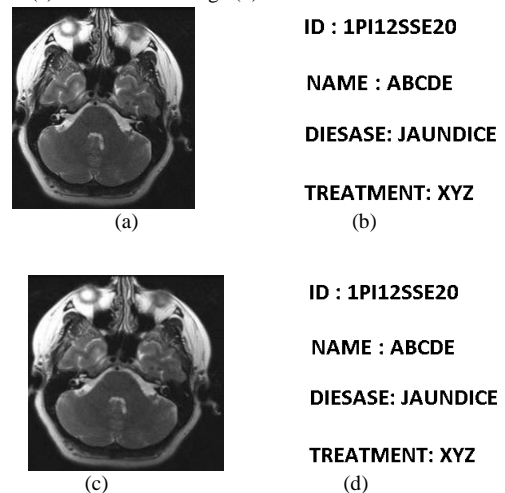 ID : 1PI12SSE20
NAME : ABCDE
DIESASE: JAUNDICE
TREATMENT: XYZ
(a) (b)
ID : 1PI12SSE20
NAME : ABCDE
DIESASE: JAUNDICE
TREATMENT: XYZ
(c) (d)